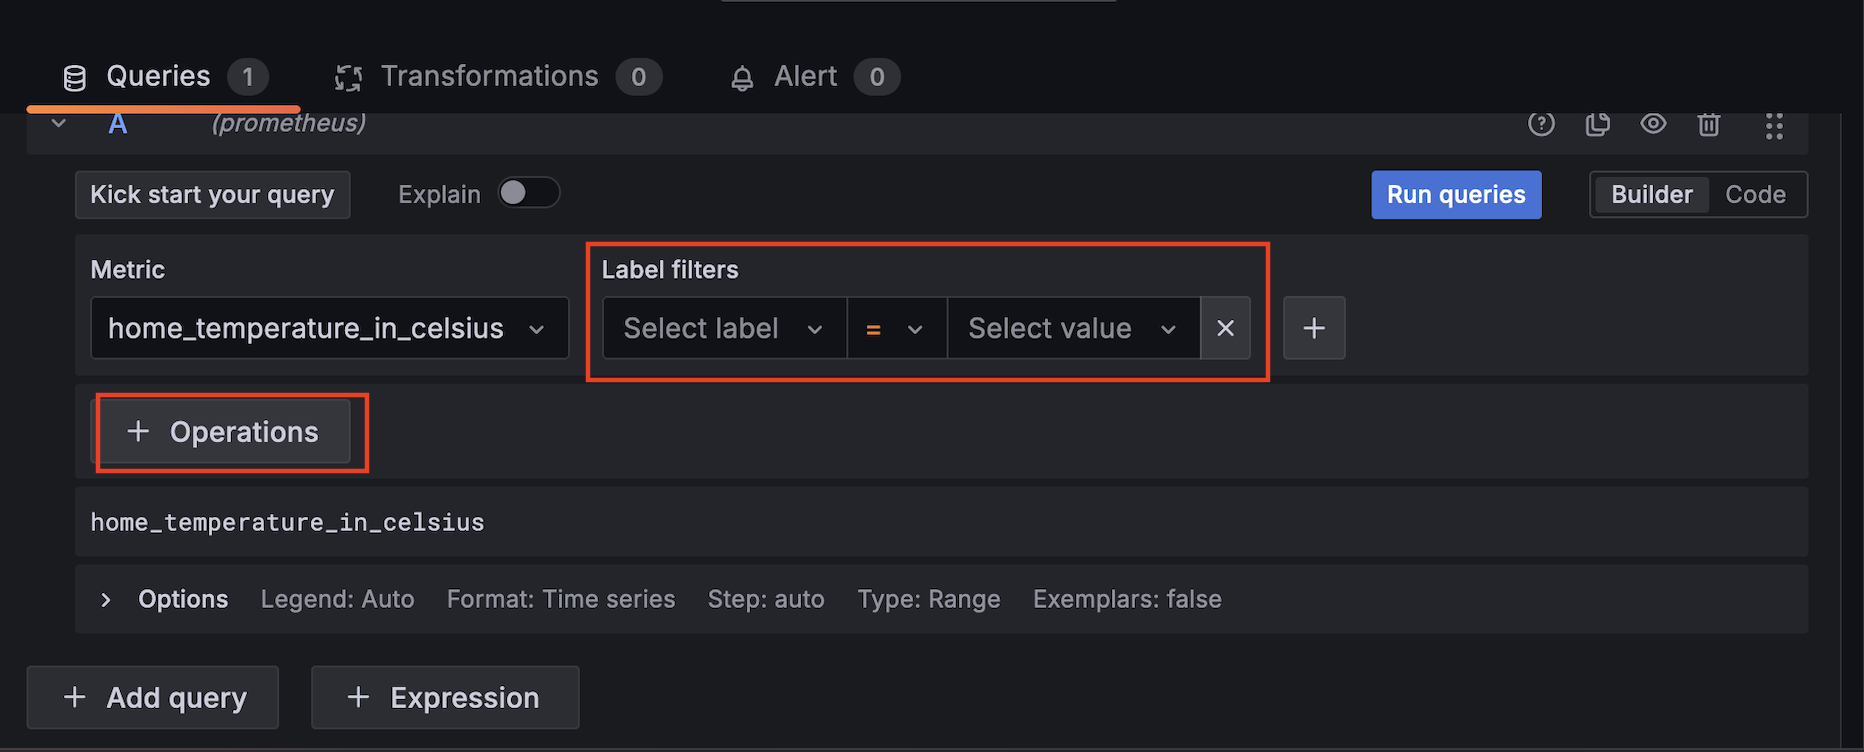 Queries 1 Transformations 0 Alert 0
A (prometheus)
Kick start your query Explain Run queries Builder Code
Metric Label filters
home_temperature_in_celsius Select label = Select value
+ Operations
home_temperature_in_celsius
Options Legend: Auto Format: Time series Step: auto Type: Range Exemplars: false
+ Add query + Expression